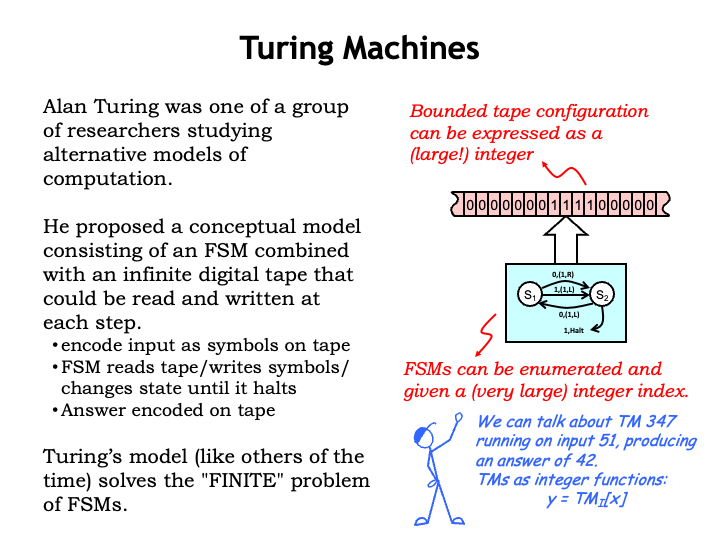 Turing Machines
Alan Turing was one of a group
of researchers studying
alternative models of
computation.
He proposed a conceptual model
consisting of an FSM combined
with an infinite digital tape that
could be read and written at
each step.
•encode input as symbols on tape
•FSM reads tape/writes symbols/
changes state until it halts
•Answer encoded on tape
Turing’s model (like others of the
time) solves the "FINITE" problem
of FSMs.
Bounded tape configuration
can be expressed as a
(large!) integer
0 0 0 0 0 0 0 1 1 1 1 0 0 0 0 0
0,(1,R)
S1 1,(1,L) S2
0,(1,L)
1,Halt
FSMs can be enumerated and
given a (very large) integer index.
We can talk about TM 347
running on input 51, producing
an answer of 42.
TMs as integer functions:
y = TMI[x]